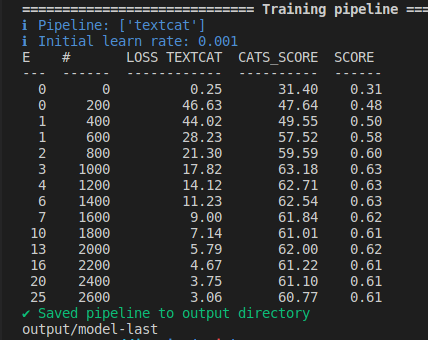 ============================= Training pipeline ===
ℹ Pipeline: ['textcat']
ℹ Initial learn rate: 0.001
E    #       LOSS TEXTCAT  CATS_SCORE  SCORE
---  ------  ------------  ----------  ------
  0       0          0.25       31.40    0.31
  0     200         46.63       47.64    0.48
  1     400         44.02       49.55    0.50
  1     600         28.23       57.52    0.58
  2     800         21.30       59.59    0.60
  3    1000         17.82       63.18    0.63
  4    1200         14.12       62.71    0.63
  6    1400         11.23       62.54    0.63
  7    1600          9.00       61.84    0.62
 10    1800          7.14       61.01    0.61
 13    2000          5.79       62.00    0.62
 16    2200          4.67       61.22    0.61
 20    2400          3.75       61.10    0.61
 25    2600          3.06       60.77    0.61
✔ Saved pipeline to output directory
output/model-last